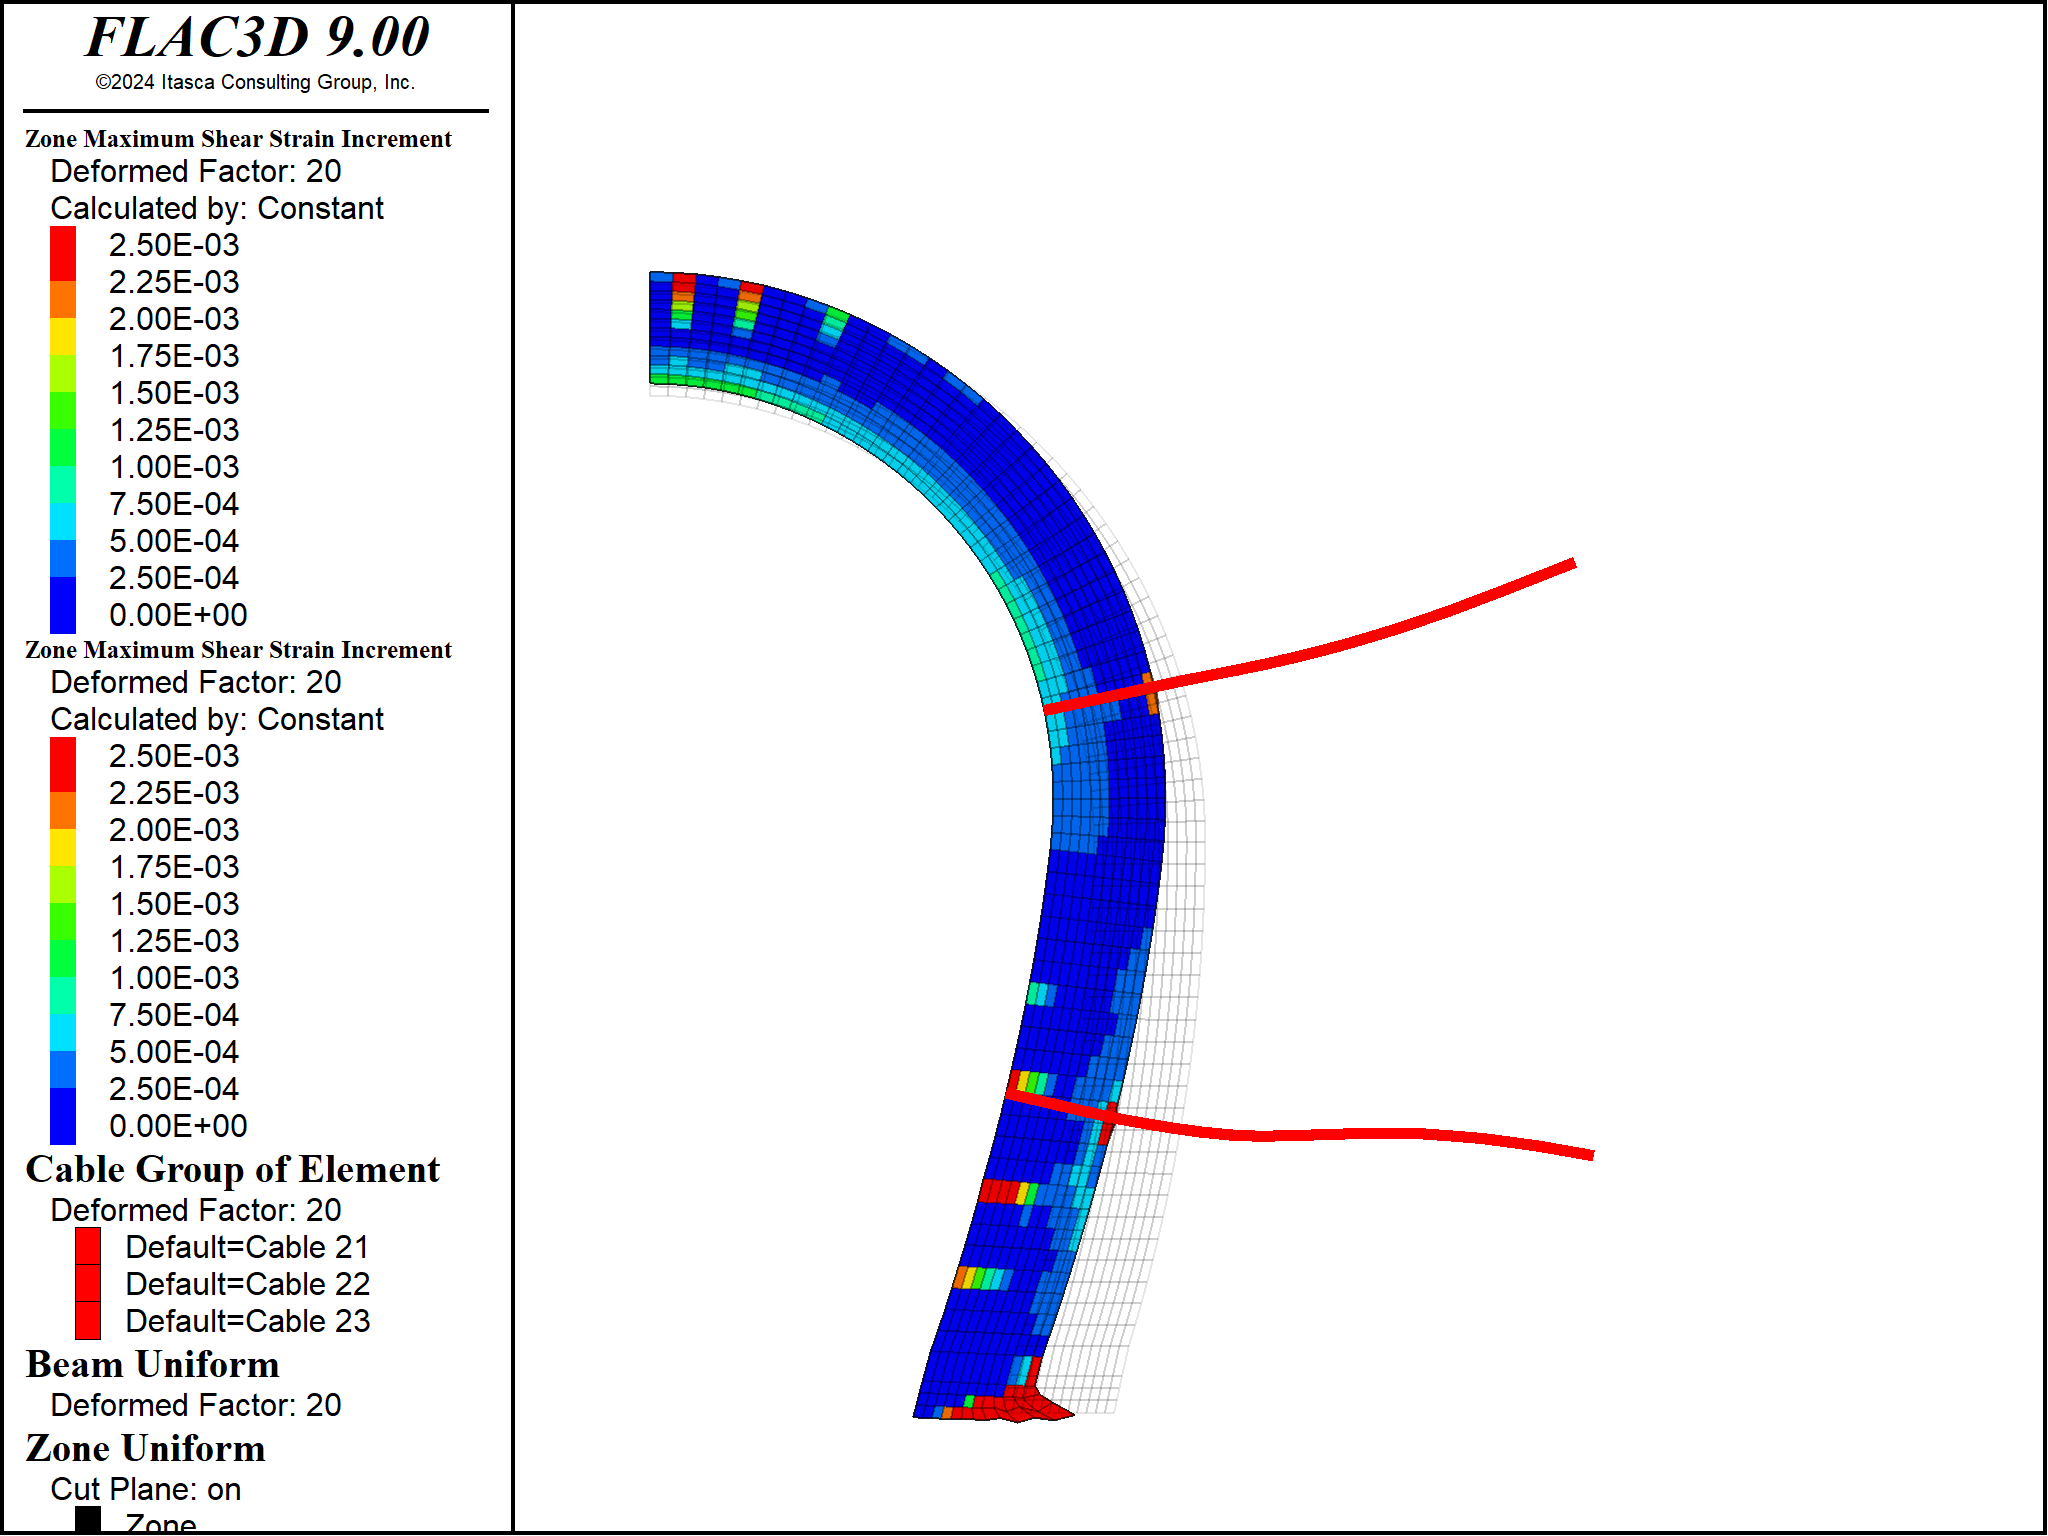 FLAC3D 9.00
©2024 Itasca Consulting Group, Inc.
Zone Maximum Shear Strain Increment
Deformed Factor: 20
Calculated by: Constant
2.50E-03
2.25E-03
2.00E-03
1.75E-03
1.50E-03
1.25E-03
1.00E-03
7.50E-04
5.00E-04
2.50E-04
0.00E+00
Zone Maximum Shear Strain Increment
Deformed Factor: 20
Calculated by: Constant
2.50E-03
2.25E-03
2.00E-03
1.75E-03
1.50E-03
1.25E-03
1.00E-03
7.50E-04
5.00E-04
2.50E-04
0.00E+00
Cable Group of Element
Deformed Factor: 20
Default=Cable 21
Default=Cable 22
Default=Cable 23
Beam Uniform
Deformed Factor: 20
Zone Uniform
Cut Plane: on
Zone